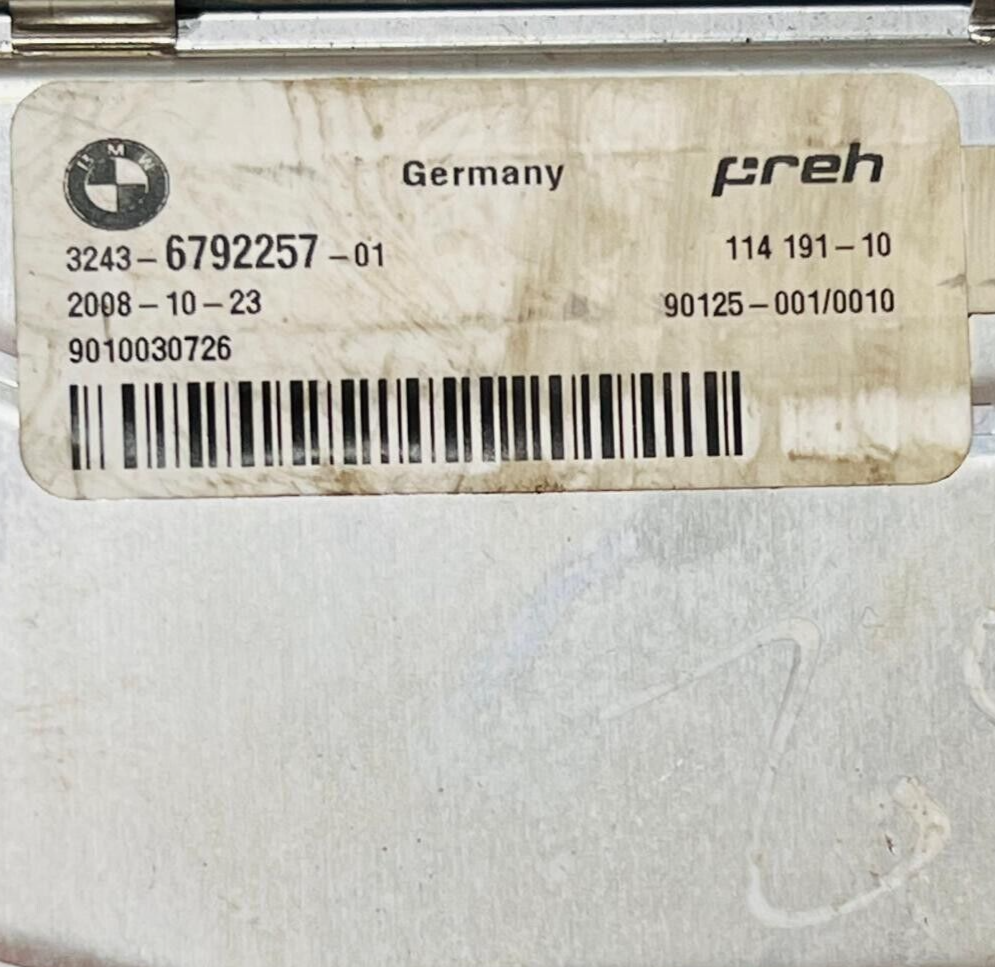 BMW
Germany
preh
3243-6792257-01
114 191-10
2008-10-23
90125-001/0010
9010030726